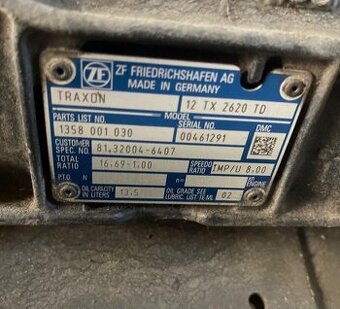 ZF FRIEDRICHSHAFEN AG
MADE IN GERMANY
TRAXON 12 TX 2620 TD
PARTS LIST NO. MODEL
1358 001 030 SERIAL NO. 00461291 DMC
CUSTOMER SPEC. NO. 81.32004-6407
TOTAL RATIO 16.69-1.00 SPEEDO RATIO IMP/U 8.00
P.T.O. N n= ENGINE
OIL CAPACITY IN LITERS 13.5 OIL GRADE SEE LUBRIC. LIST TE-ML 02